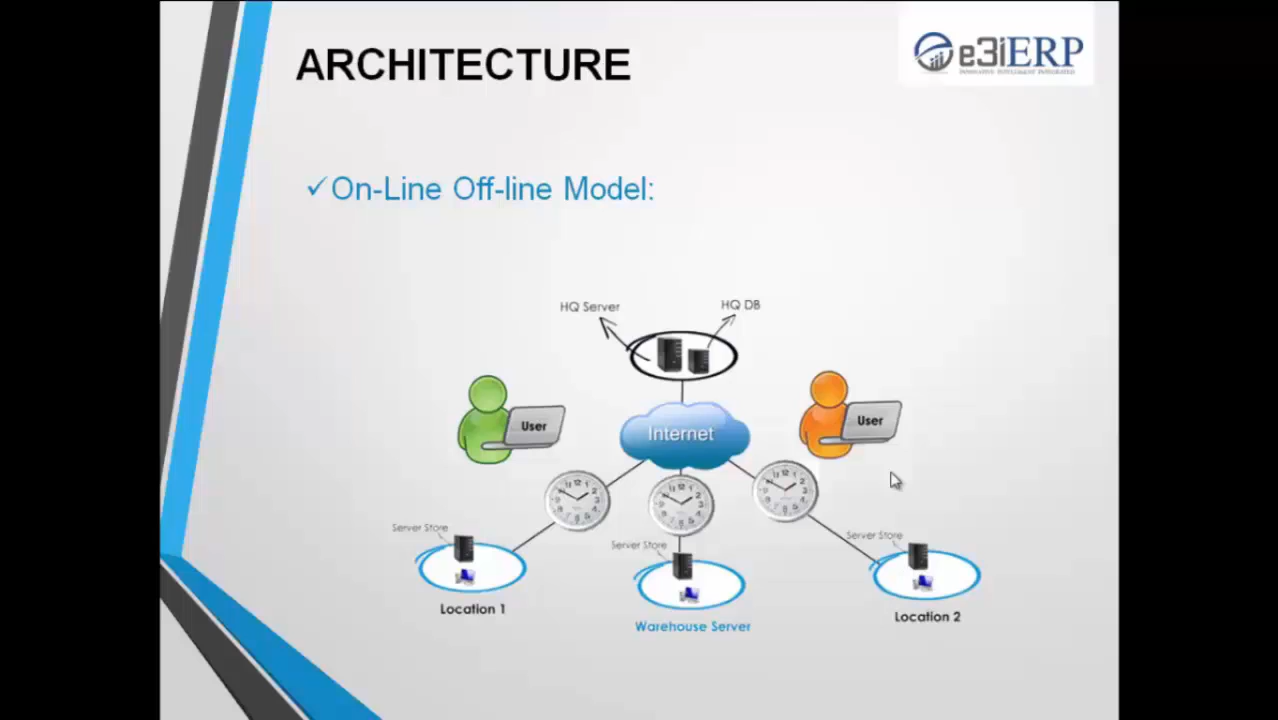 ARCHITECTURE
e3iERP
✓On-Line Off-line Model:
HQ Server
HQ DB
User
Internet
User
Server Store
Server Store
Server Store
Location 1
Warehouse Server
Location 2